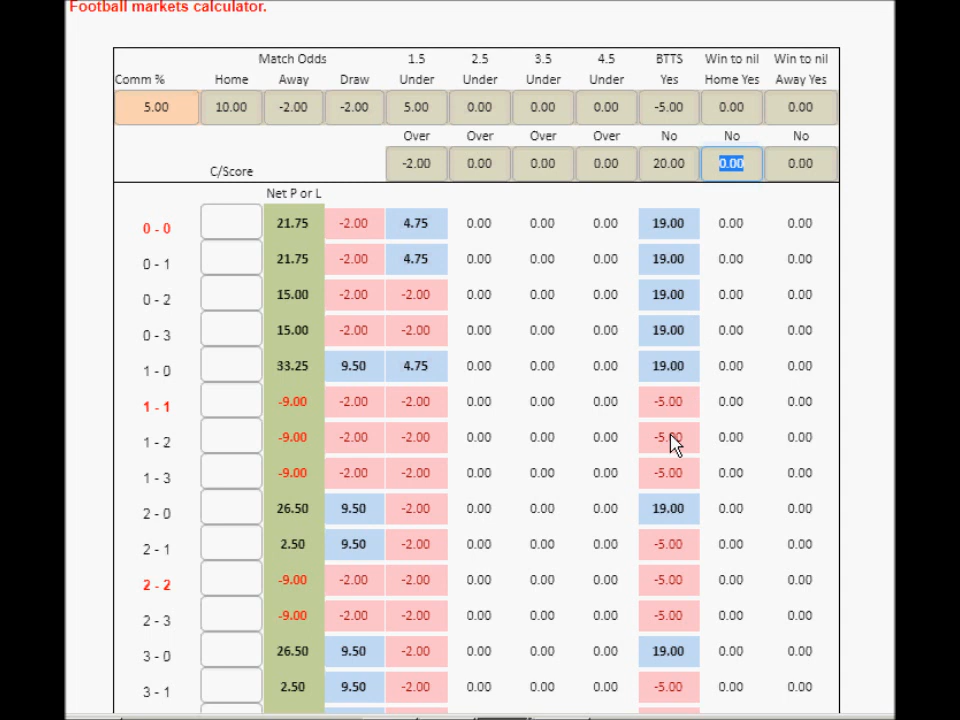 Football markets calculator.
Match Odds 1.5 2.5 3.5 4.5 BTTS Win to nil Win to nil
Comm % Home Away Draw Under Under Under Under Yes Home Yes Away Yes
5.00 10.00 -2.00 -2.00 5.00 0.00 0.00 0.00 -5.00 0.00 0.00
Over Over Over Over No No No
-2.00 0.00 0.00 0.00 20.00 0.00 0.00
C/Score
Net P or L
0 - 0 21.75 -2.00 4.75 0.00 0.00 0.00 19.00 0.00 0.00
0 - 1 21.75 -2.00 4.75 0.00 0.00 0.00 19.00 0.00 0.00
0 - 2 15.00 -2.00 -2.00 0.00 0.00 0.00 19.00 0.00 0.00
0 - 3 15.00 -2.00 -2.00 0.00 0.00 0.00 19.00 0.00 0.00
1 - 0 33.25 9.50 4.75 0.00 0.00 0.00 19.00 0.00 0.00
1 - 1 -9.00 -2.00 -2.00 0.00 0.00 0.00 -5.00 0.00 0.00
1 - 2 -9.00 -2.00 -2.00 0.00 0.00 0.00 -5.00 0.00 0.00
1 - 3 -9.00 -2.00 -2.00 0.00 0.00 0.00 -5.00 0.00 0.00
2 - 0 26.50 9.50 -2.00 0.00 0.00 0.00 19.00 0.00 0.00
2 - 1 2.50 9.50 -2.00 0.00 0.00 0.00 -5.00 0.00 0.00
2 - 2 -9.00 -2.00 -2.00 0.00 0.00 0.00 -5.00 0.00 0.00
2 - 3 -9.00 -2.00 -2.00 0.00 0.00 0.00 -5.00 0.00 0.00
3 - 0 26.50 9.50 -2.00 0.00 0.00 0.00 19.00 0.00 0.00
3 - 1 2.50 9.50 -2.00 0.00 0.00 0.00 -5.00 0.00 0.00